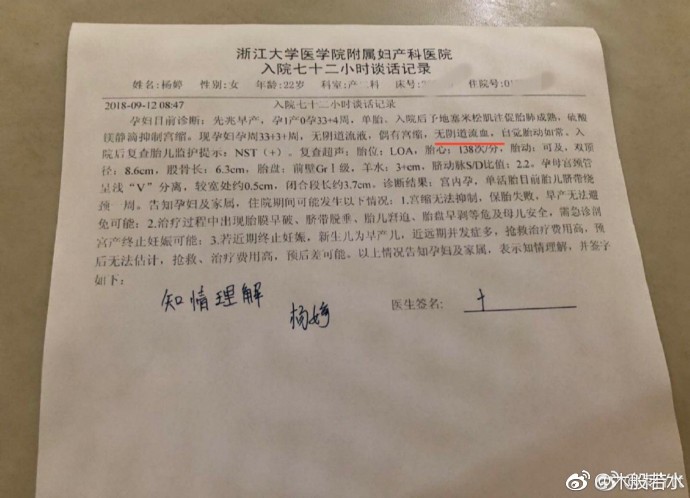 浙江大学医学院附属妇产科医院
入院七十二小时谈话记录
姓名:杨婷 性别:女 年龄:22岁 科室:产二科 床号: 住院号:0
2018-09-12 08:47 入院七十二小时谈话记录
孕妇目前诊断:先兆早产,孕1产0孕33+4周,单胎,入院后予地塞米松肌注促胎肺成熟,硫酸
镁静滴抑制宫缩。现孕妇孕周33+3+周,无阴道流液,偶有宫缩,无阴道流血,自觉胎动如常、入
院后复查胎儿监护提示:NST(+)。复查超声:胎位:LOA,胎心:138次/分,胎动:可及,双顶
径:8.6cm,股骨长:6.3cm,胎盘:前壁Gr Ⅰ级,羊水:3+cm,脐动脉S/D比值:2.2,孕母宫颈管
呈浅“V”分离,较宽处约0.5cm,闭合段长约3.7cm,诊断结果:宫内孕,单活胎目前胎儿脐带绕
颈一周。告知孕妇及家属,住院期间可能发生以下情况:1.宫缩无法抑制,保胎失败,早产无法避
免可能;2.治疗过程中出现胎膜早破、脐带脱垂、胎儿窘迫、胎盘早剥等危及母儿安全,需急诊剖
宫产终止妊娠可能;3.若近期终止妊娠,新生儿为早产儿,近远期并发症多,抢救治疗费用高,预
后无法估计,抢救、治疗费用高,预后差可能。以上情况告知孕妇及家属,表示知情理解,并签字
如下:
知情理解
杨婷
医生签名:
@木般若水